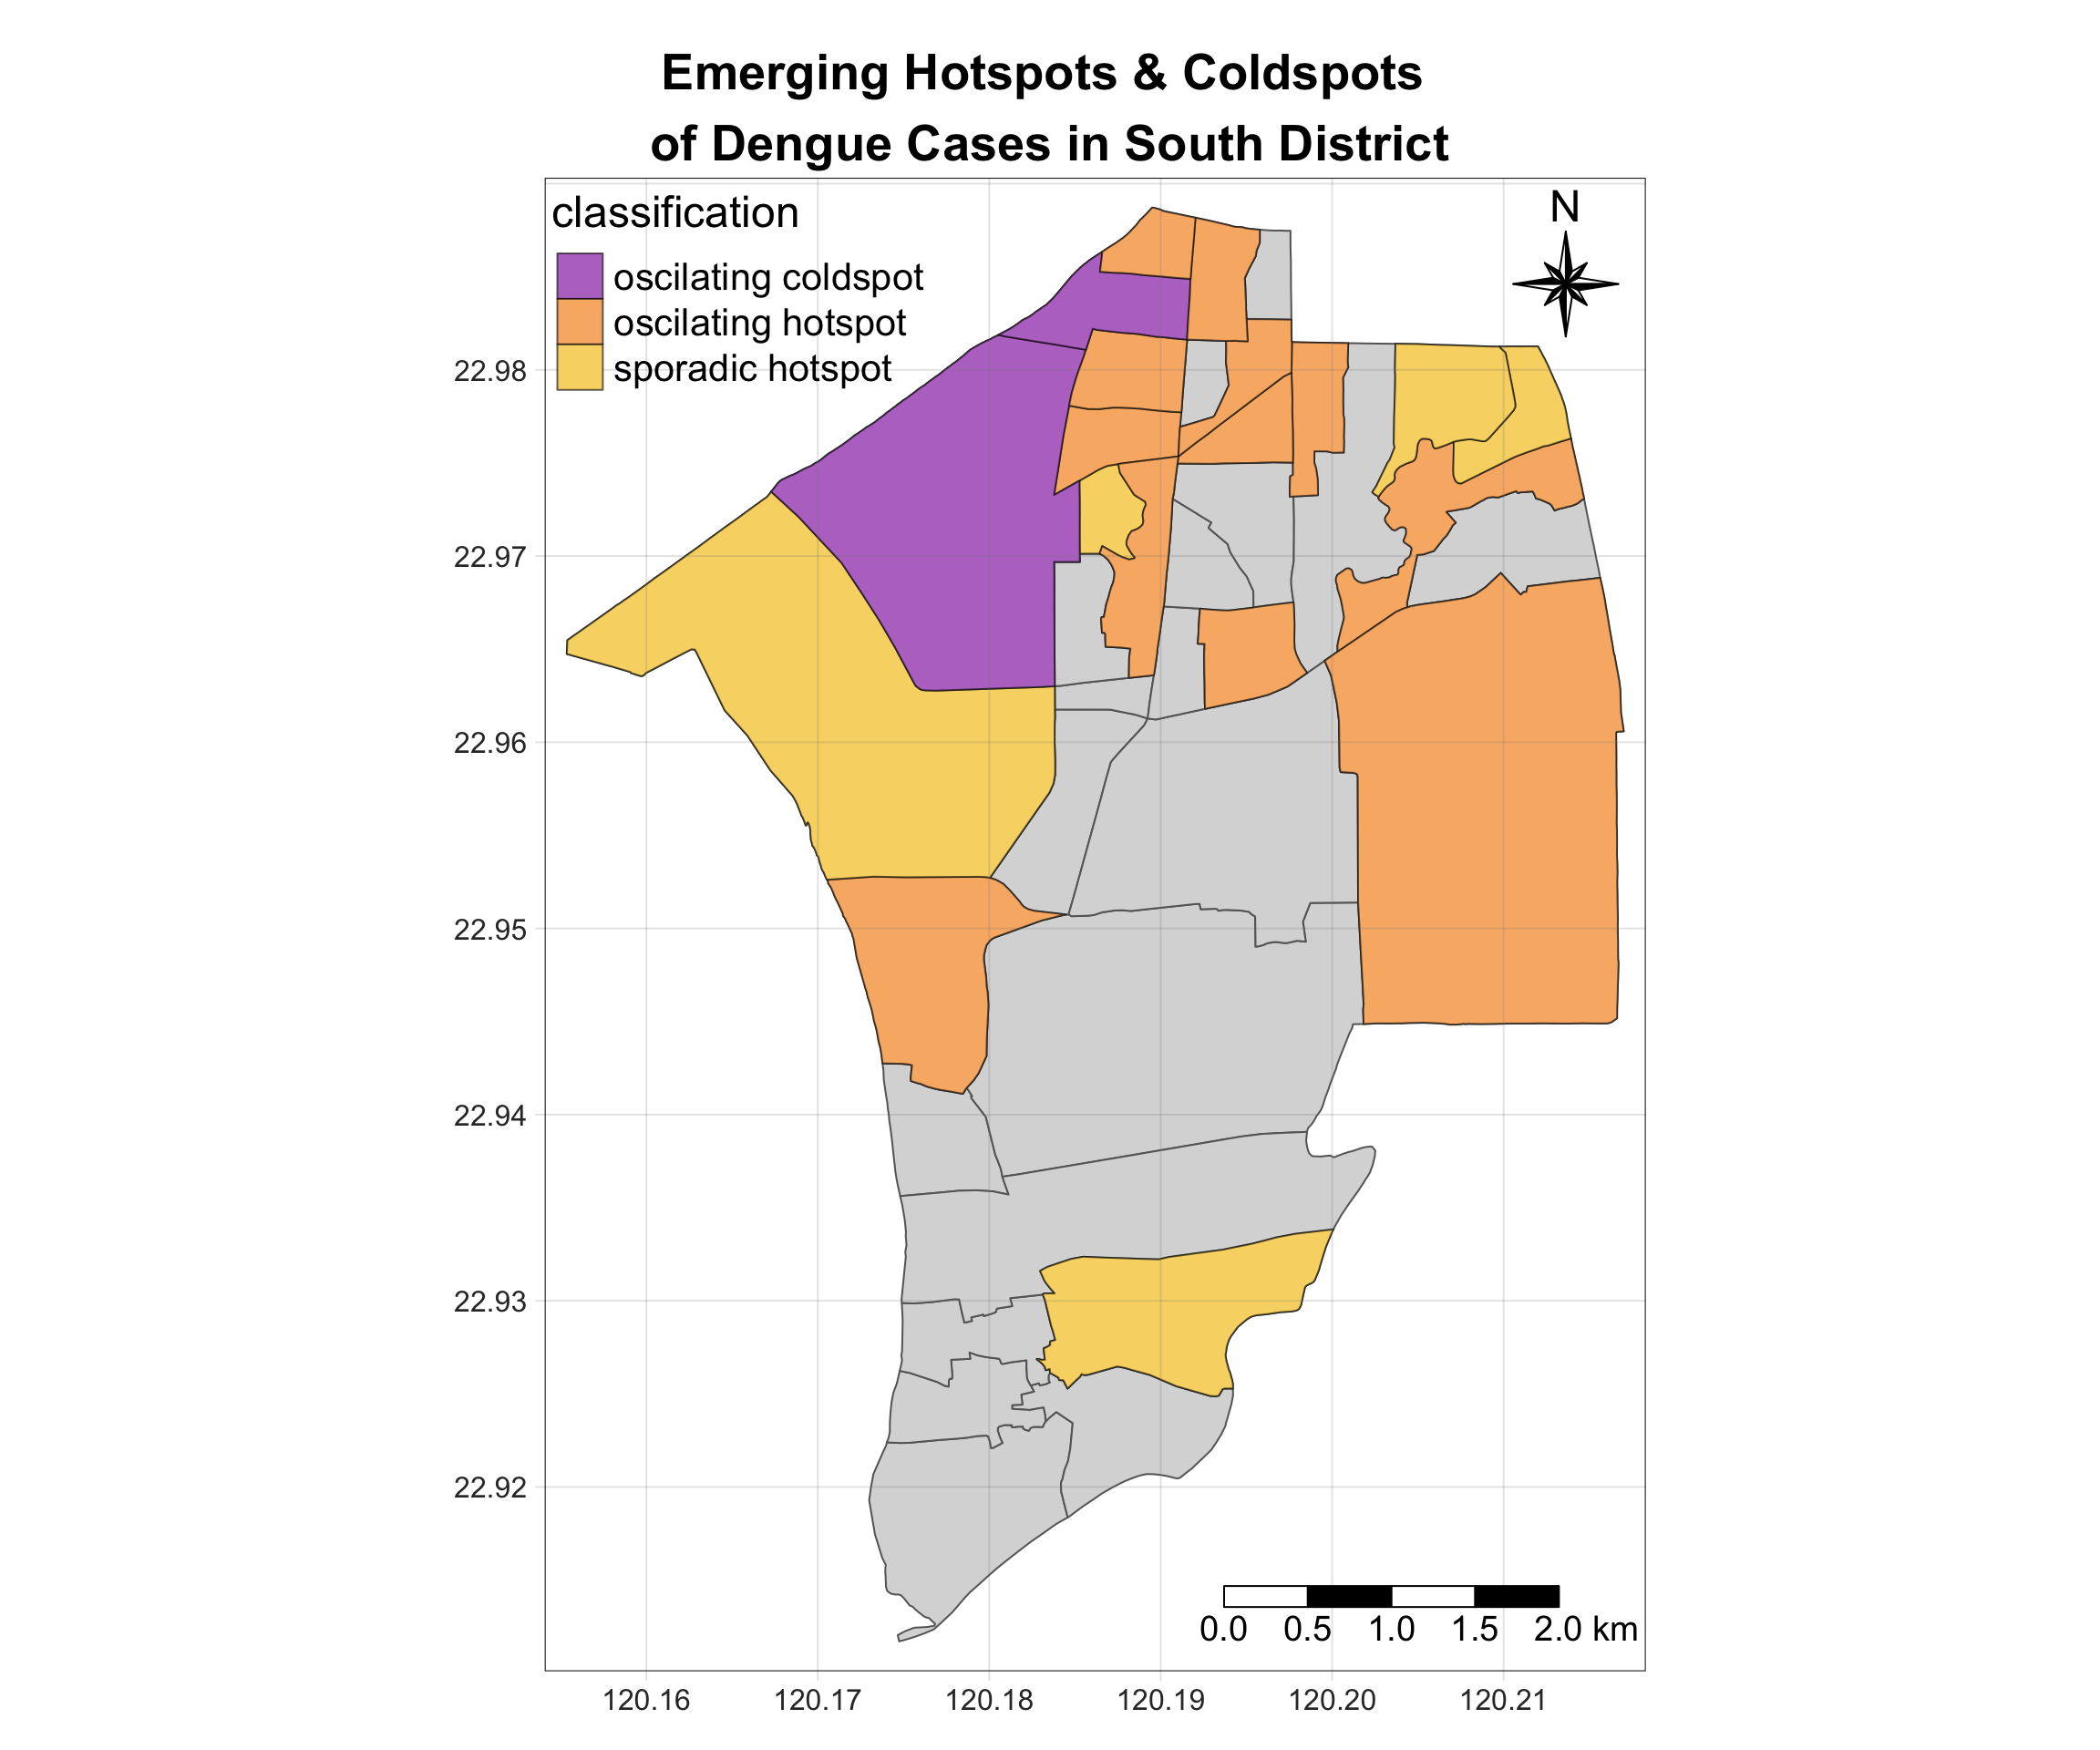 Emerging Hotspots & Coldspots
of Dengue Cases in South District
classification
oscilating coldspot
oscilating hotspot
sporadic hotspot
N
22.98
22.97
22.96
22.95
22.94
22.93
22.92
0.0 0.5 1.0 1.5 2.0 km
120.16 120.17 120.18 120.19 120.20 120.21